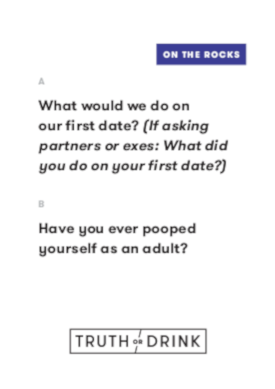 ON THE ROCKS
A
What would we do on
our first date? (If asking
partners or exes: What did
you do on your first date?)
B
Have you ever pooped
yourself as an adult?
TRUTH or DRINK